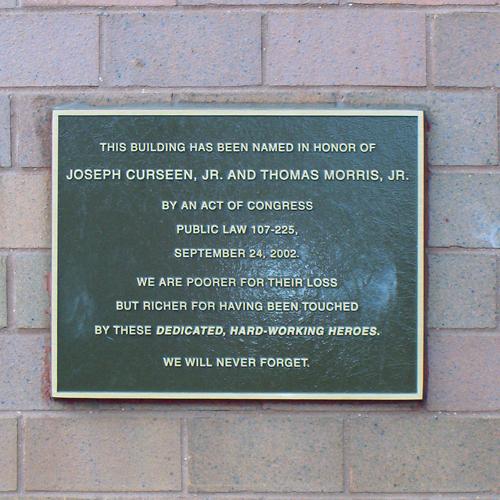 THIS BUILDING HAS BEEN NAMED IN HONOR OF
JOSEPH CURSEEN, JR. AND THOMAS MORRIS, JR.
BY AN ACT OF CONGRESS
PUBLIC LAW 107-225,
SEPTEMBER 24, 2002.
WE ARE POORER FOR THEIR LOSS
BUT RICHER FOR HAVING BEEN TOUCHED
BY THESE DEDICATED, HARD-WORKING HEROES.
WE WILL NEVER FORGET.